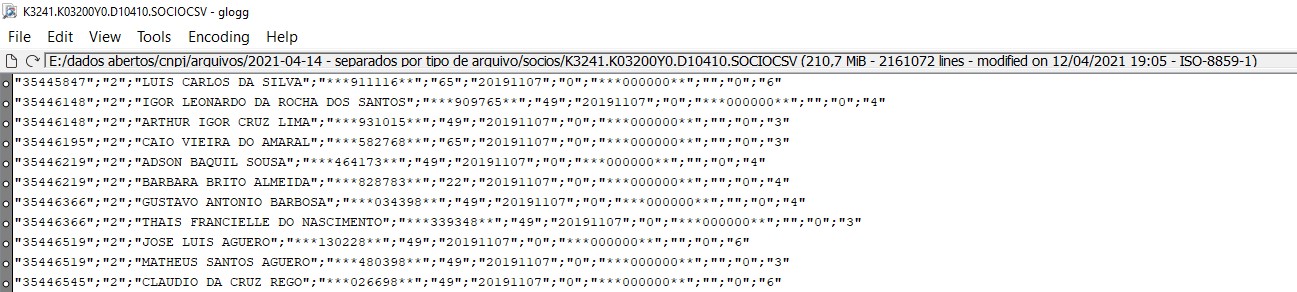 K3241.K03200Y0.D10410.SOCIOCSV - glogg
File Edit View Tools Encoding Help
E:/dados abertos/cnpj/arquivos/2021-04-14 - separados por tipo de arquivo/socios/K3241.K03200Y0.D10410.SOCIOCSV (210,7 MiB - 2161072 lines - modified on 12/04/2021 19:05 - ISO-8859-1)
"35445847";"2";"LUIS CARLOS DA SILVA";"***911116**";"65";"20191107";"0";"***000000**";"";"0";"6"
"35446148";"2";"IGOR LEONARDO DA ROCHA DOS SANTOS";"***909765**";"49";"20191107";"0";"***000000**";"";"0";"4"
"35446148";"2";"ARTHUR IGOR CRUZ LIMA";"***931015**";"49";"20191107";"0";"***000000**";"";"0";"3"
"35446195";"2";"CAIO VIEIRA DO AMARAL";"***582768**";"65";"20191107";"0";"***000000**";"";"0";"3"
"35446219";"2";"ADSON BAQUIL SOUSA";"***464173**";"49";"20191107";"0";"***000000**";"";"0";"4"
"35446219";"2";"BARBARA BRITO ALMEIDA";"***828783**";"22";"20191107";"0";"***000000**";"";"0";"4"
"35446366";"2";"GUSTAVO ANTONIO BARBOSA";"***034398**";"49";"20191107";"0";"***000000**";"";"0";"4"
"35446366";"2";"THAIS FRANCIELLE DO NASCIMENTO";"***339348**";"49";"20191107";"0";"***000000**";"";"0";"3"
"35446519";"2";"JOSE LUIS AGUERO";"***130228**";"49";"20191107";"0";"***000000**";"";"0";"6"
"35446519";"2";"MATHEUS SANTOS AGUERO";"***480398**";"49";"20191107";"0";"***000000**";"";"0";"3"
"35446545";"2";"CLAUDIO DA CRUZ REGO";"***026698**";"49";"20191107";"0";"***000000**";"";"0";"6"